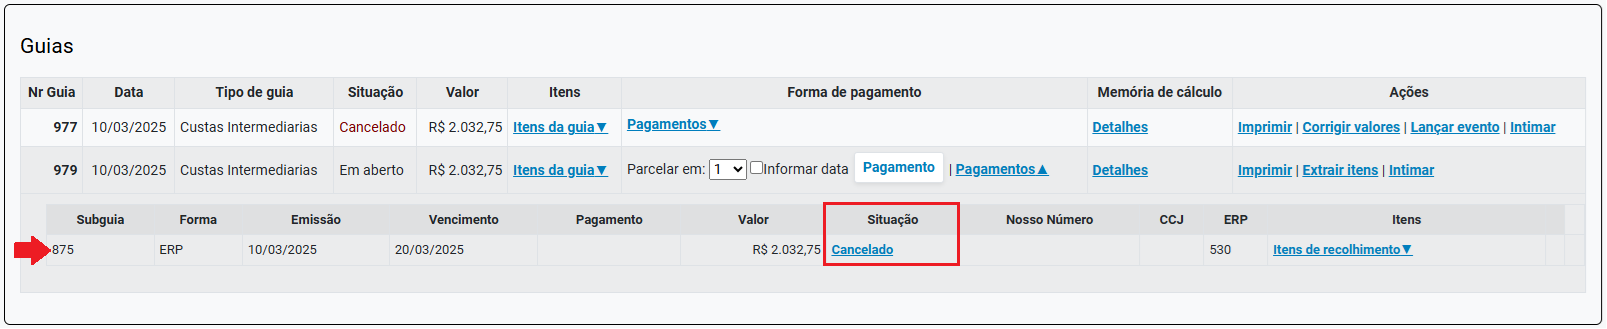 Guias
Nr Guia Data Tipo de guia Situação Valor Itens Forma de pagamento Memória de cálculo Ações
977 10/03/2025 Custas Intermediarias Cancelado R$ 2.032,75 Itens da guia▼ Pagamentos▼ Detalhes Imprimir | Corrigir valores | Lançar evento | Intimar
979 10/03/2025 Custas Intermediarias Em aberto R$ 2.032,75 Itens da guia▼ Parcelar em: 1 Informar data Pagamento | Pagamentos▲ Detalhes Imprimir | Extrair itens | Intimar
Subguia Forma Emissão Vencimento Pagamento Valor Situação Nosso Número CCJ ERP Itens
875 ERP 10/03/2025 20/03/2025 R$ 2.032,75 Cancelado 530 Itens de recolhimento▼